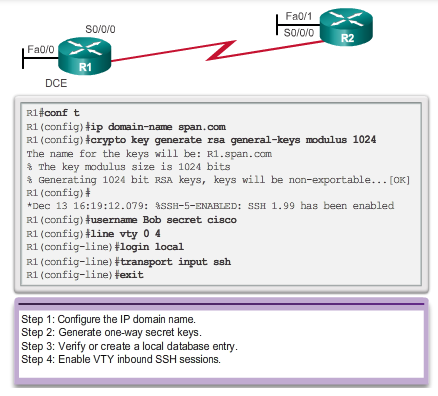 S0/0/0
Fa0/1
S0/0/0
Fa0/0
R1
R2
DCE
R1#conf t
R1(config)#ip domain-name span.com
R1(config)#crypto key generate rsa general-keys modulus 1024
The name for the keys will be: R1.span.com
% The key modulus size is 1024 bits
% Generating 1024 bit RSA keys, keys will be non-exportable...[OK]
R1(config)#
*Dec 13 16:19:12.079: %SSH-5-ENABLED: SSH 1.99 has been enabled
R1(config)#username Bob secret cisco
R1(config)#line vty 0 4
R1(config-line)#login local
R1(config-line)#transport input ssh
R1(config-line)#exit
Step 1: Configure the IP domain name.
Step 2: Generate one-way secret keys.
Step 3: Verify or create a local database entry.
Step 4: Enable VTY inbound SSH sessions.